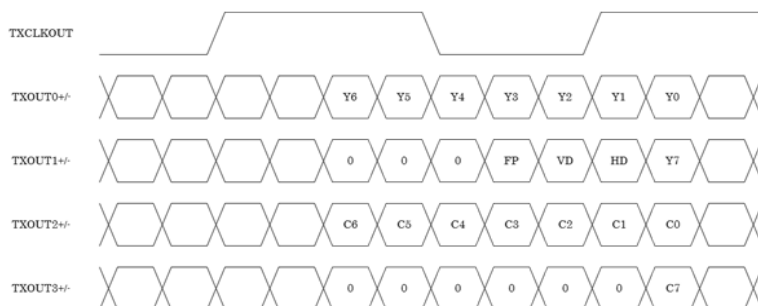 TXCLKOUT
TXOUT0+/- Y6 Y5 Y4 Y3 Y2 Y1 Y0
TXOUT1+/- 0 0 0 FP VD HD Y7
TXOUT2+/- C6 C5 C4 C3 C2 C1 C0
TXOUT3+/- 0 0 0 0 0 0 C7